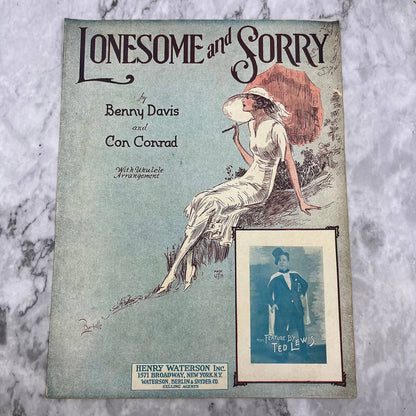 LONESOME and SORRY
by
Benny Davis
and
Con Conrad
With Ukulele
Arrangement
FEATURE BY
TED LEWIS
HENRY WATERSON INC.
1571 BROADWAY, NEW YORK. N.Y.
WATERSON, BERLIN & SNYDER CO.
SELLING AGENTS